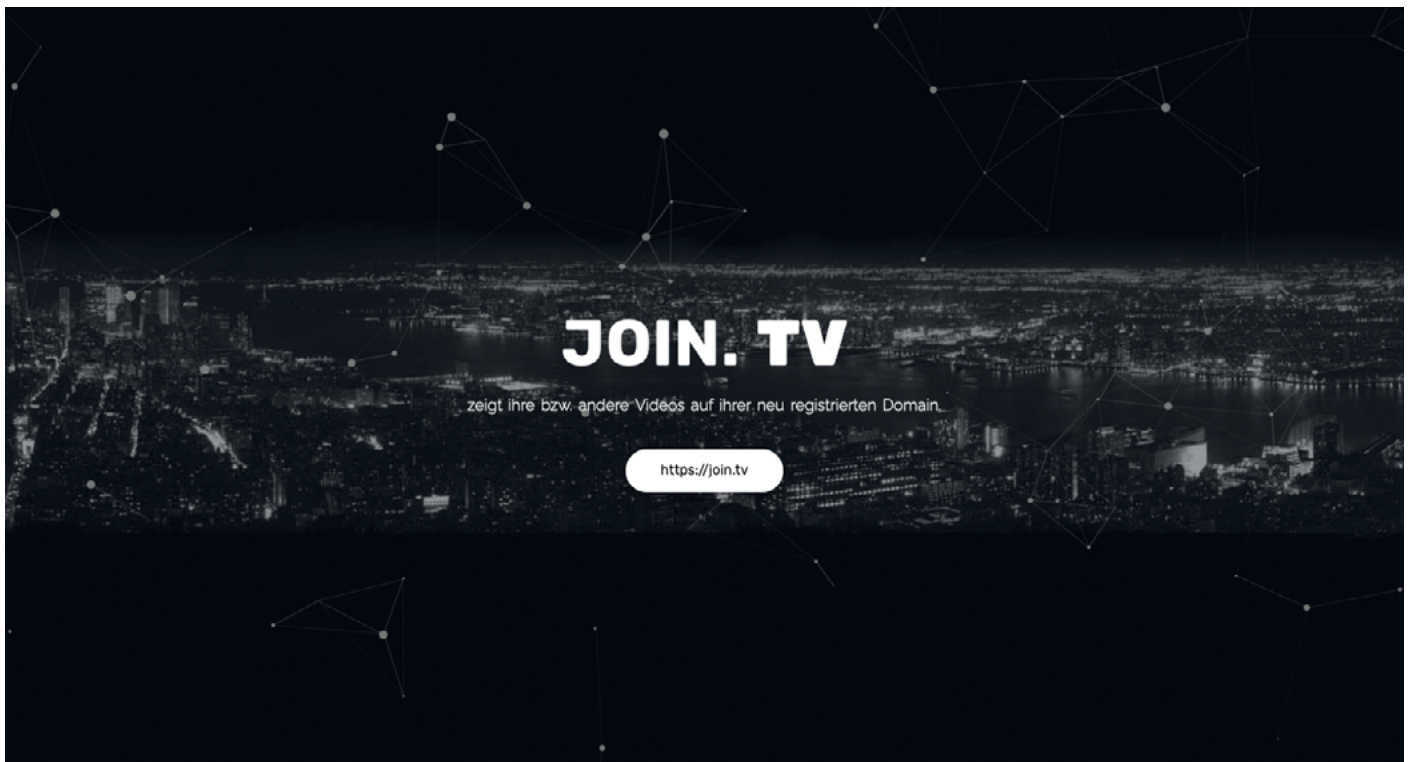 JOIN. TV
zeigt ihre bzw. andere Videos auf ihrer neu registrierten Domain.
https://join.tv